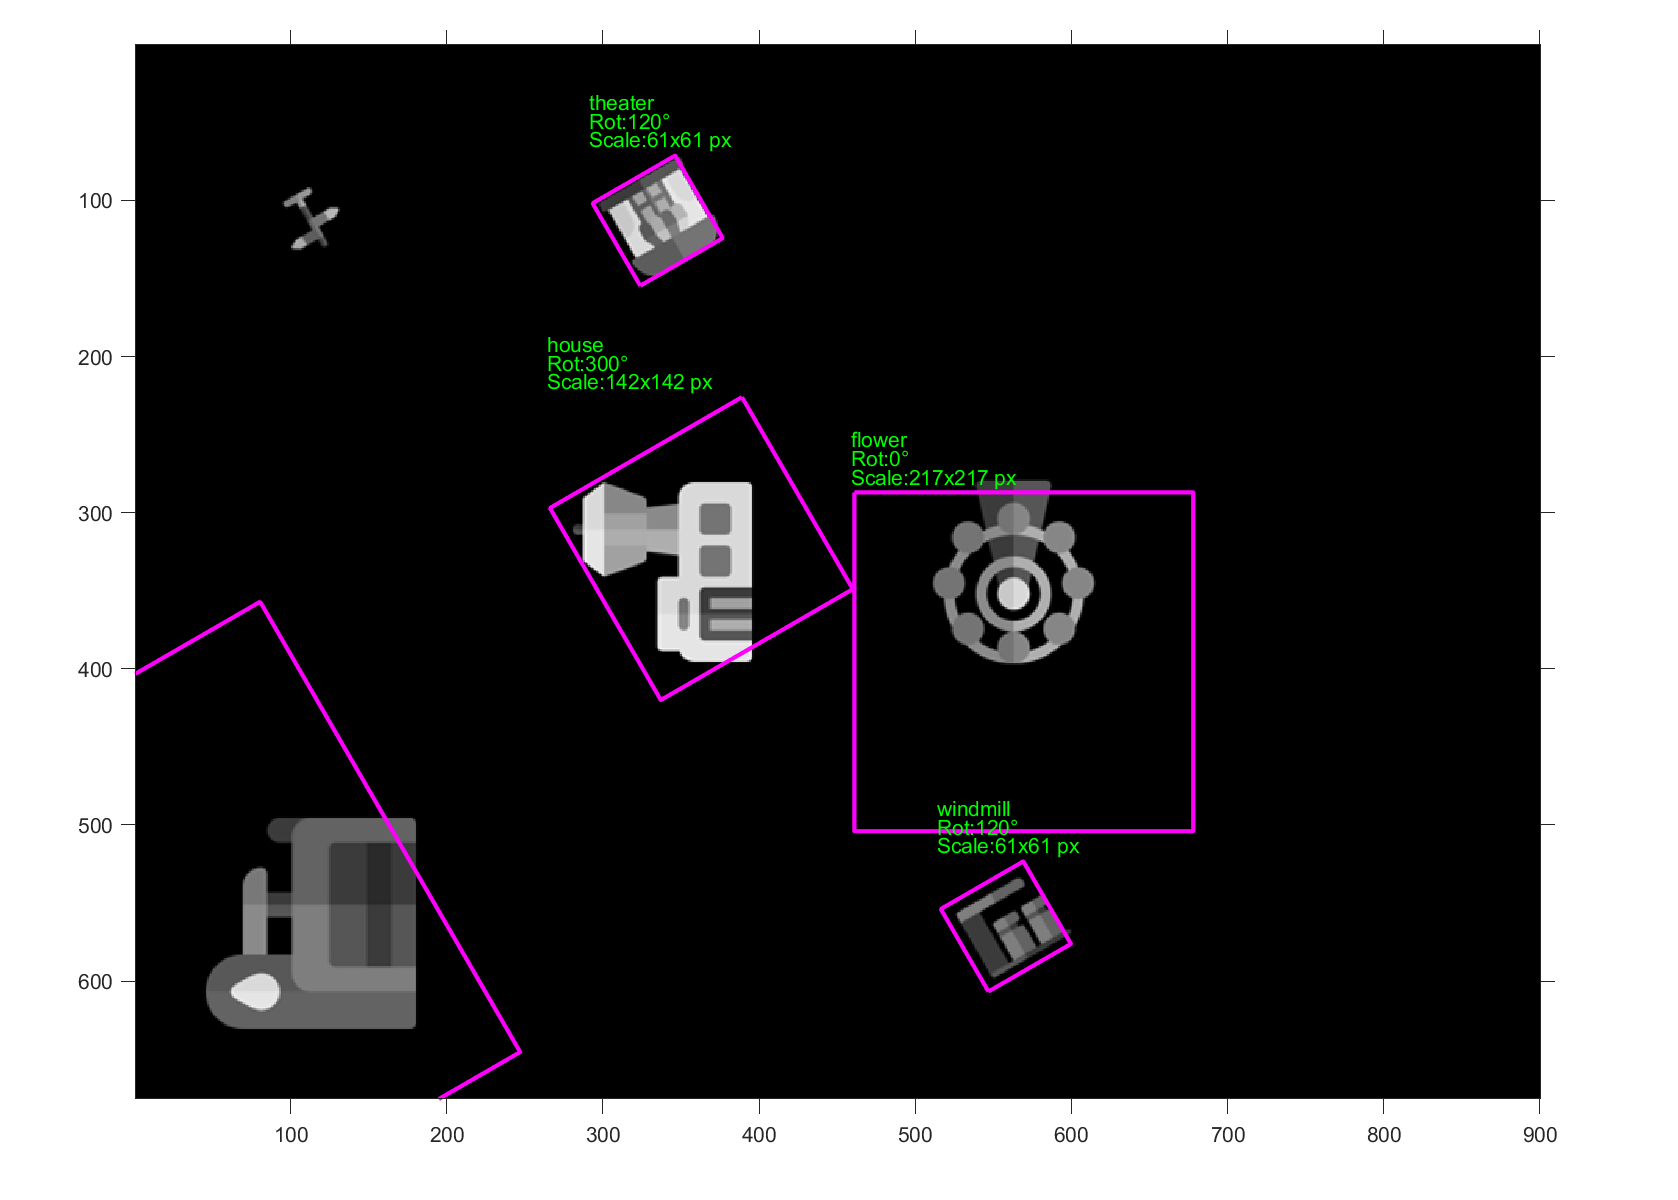 theater
Rot:120°
Scale:61x61 px
house
Rot:300°
Scale:142x142 px
flower
Rot:0°
Scale:217x217 px
windmill
Rot:120°
Scale:61x61 px
100
200
300
400
500
600
100 200 300 400 500 600 700 800 900